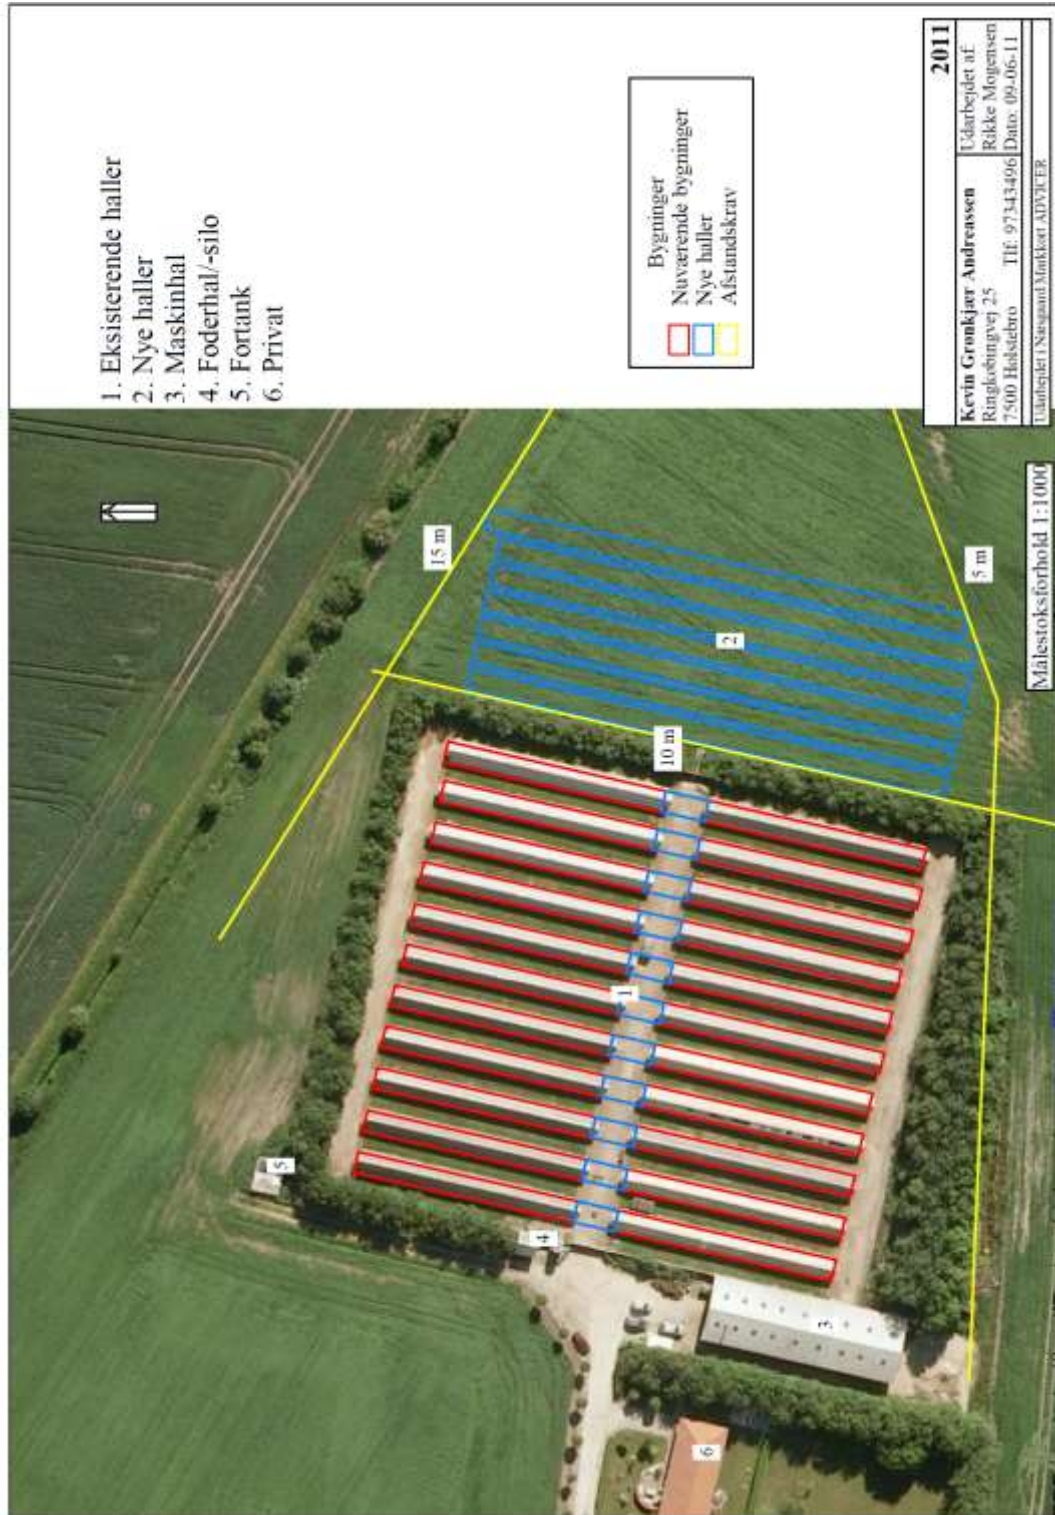 1. Eksisterende haller
2. Nye haller
3. Maskinhal
4. Foderhal/-silo
5. Fortank
6. Privat
Bygninger
Nuværende bygninger
Nye haller
Afstandskrav
2011
Kevin Grønkjær Andreassen
Ringkøbingvej 25
7500 Holstebro Tlf: 97343496
Udarbejdet af:
Rikke Mogensen
Dato: 09-06-11
Udarbejdet i Næsgaard Markkort ADVICER
Målestoksforhold 1:1000
15 m
10 m
5 m
1
2
3
4
5
6